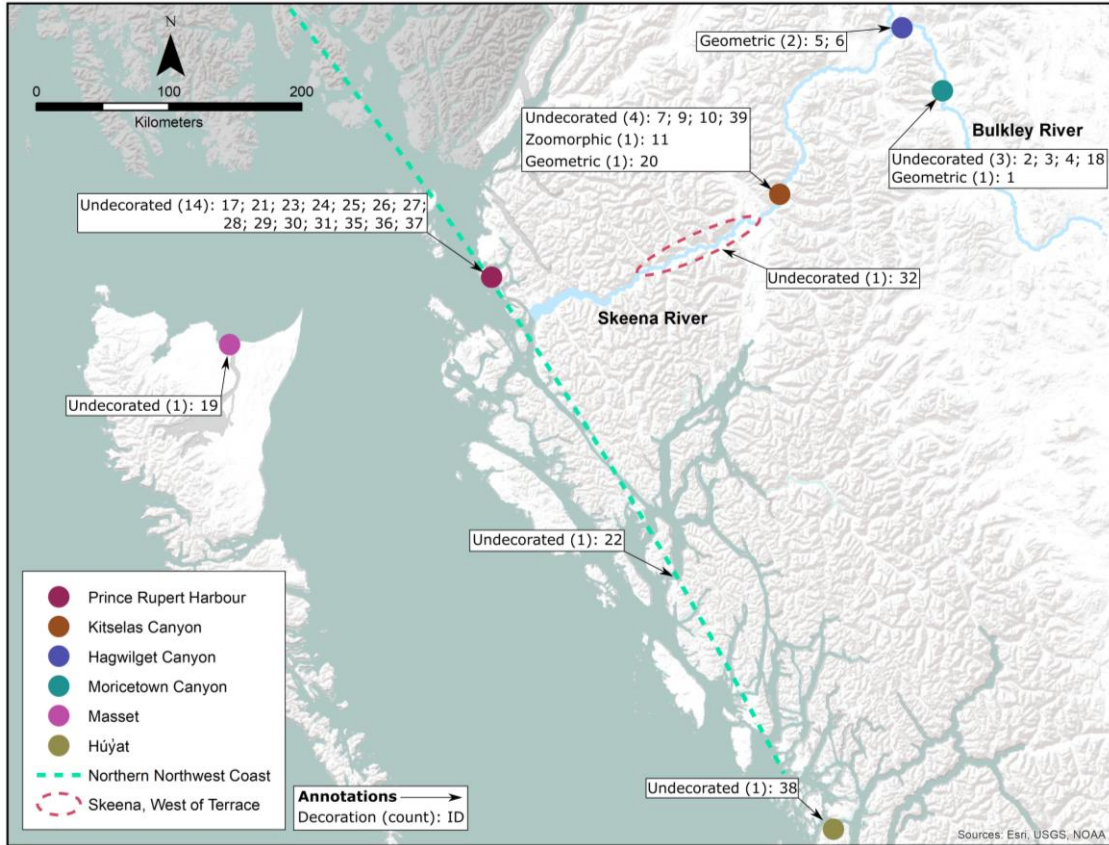 N
0 100 200
Kilometers
Geometric (2): 5; 6
Undecorated (4): 7; 9; 10; 39
Zoomorphic (1): 11
Geometric (1): 20
Bulkley River
Undecorated (3): 2; 3; 4; 18
Geometric (1): 1
Undecorated (14): 17; 21; 23; 24; 25; 26; 27;
28; 29; 30; 31; 35; 36; 37
Undecorated (1): 32
Skeena River
Undecorated (1): 19
Undecorated (1): 22
Undecorated (1): 38
Prince Rupert Harbour
Kitselas Canyon
Hagwilget Canyon
Moricetown Canyon
Masset
Húy̓at
Northern Northwest Coast
Skeena, West of Terrace
Annotations
Decoration (count): ID
Sources: Esri, USGS, NOAA